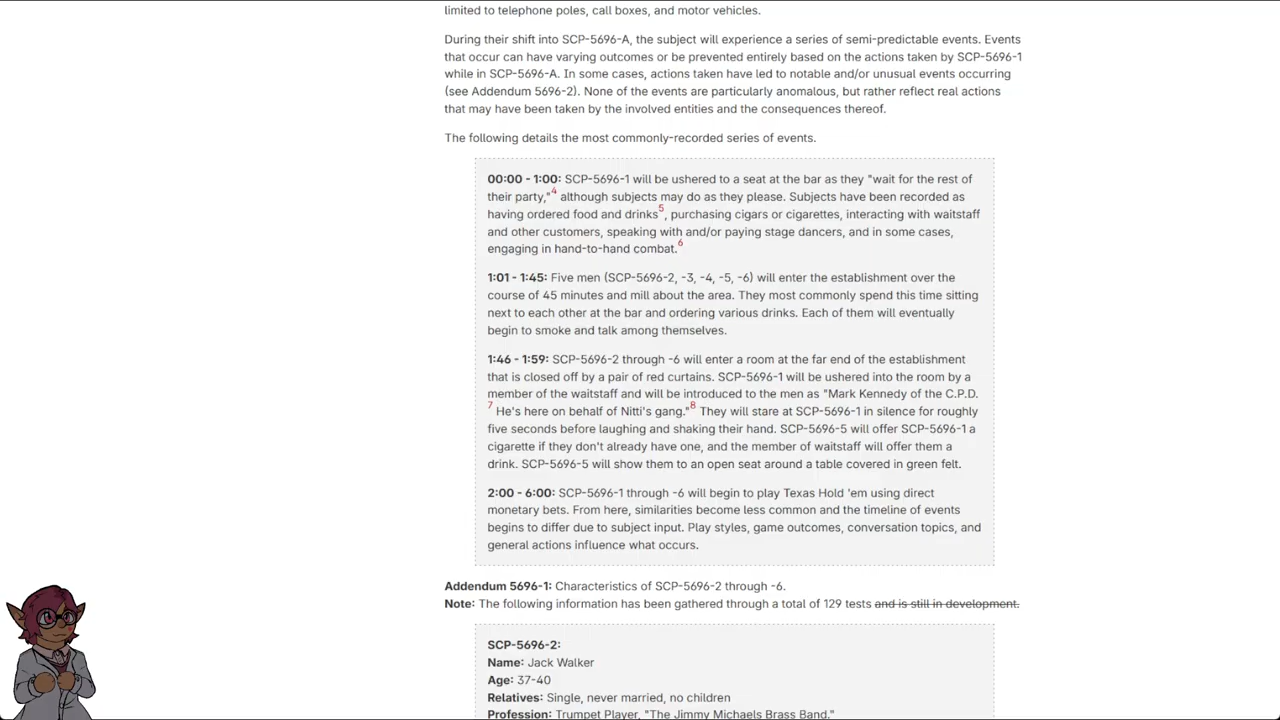 limited to telephone poles, call boxes, and motor vehicles.
During their shift into SCP-5696-A, the subject will experience a series of semi-predictable events. Events
that occur can have varying outcomes or be prevented entirely based on the actions taken by SCP-5696-1
while in SCP-5696-A. In some cases, actions taken have led to notable and/or unusual events occurring
(see Addendum 5696-2). None of the events are particularly anomalous, but rather reflect real actions
that may have been taken by the involved entities and the consequences thereof.
The following details the most commonly-recorded series of events.
00:00 - 1:00: SCP-5696-1 will be ushered to a seat at the bar as they "wait for the rest of
their party,"4 although subjects may do as they please. Subjects have been recorded as
having ordered food and drinks5, purchasing cigars or cigarettes, interacting with waitstaff
and other customers, speaking with and/or paying stage dancers, and in some cases,
engaging in hand-to-hand combat.6
1:01 - 1:45: Five men (SCP-5696-2, -3, -4, -5, -6) will enter the establishment over the
course of 45 minutes and mill about the area. They most commonly spend this time sitting
next to each other at the bar and ordering various drinks. Each of them will eventually
begin to smoke and talk among themselves.
1:46 - 1:59: SCP-5696-2 through -6 will enter a room at the far end of the establishment
that is closed off by a pair of red curtains. SCP-5696-1 will be ushered into the room by a
member of the waitstaff and will be introduced to the men as "Mark Kennedy of the C.P.D.
7 He's here on behalf of Nitti's gang."8 They will stare at SCP-5696-1 in silence for roughly
five seconds before laughing and shaking their hand. SCP-5696-5 will offer SCP-5696-1 a
cigarette if they don't already have one, and the member of waitstaff will offer them a
drink. SCP-5696-5 will show them to an open seat around a table covered in green felt.
2:00 - 6:00: SCP-5696-1 through -6 will begin to play Texas Hold 'em using direct
monetary bets. From here, similarities become less common and the timeline of events
begins to differ due to subject input. Play styles, game outcomes, conversation topics, and
general actions influence what occurs.
Addendum 5696-1: Characteristics of SCP-5696-2 through -6.
Note: The following information has been gathered through a total of 129 tests and is still in development.
SCP-5696-2:
Name: Jack Walker
Age: 37-40
Relatives: Single, never married, no children
Profession: Trumpet Player, "The Jimmy Michaels Brass Band."